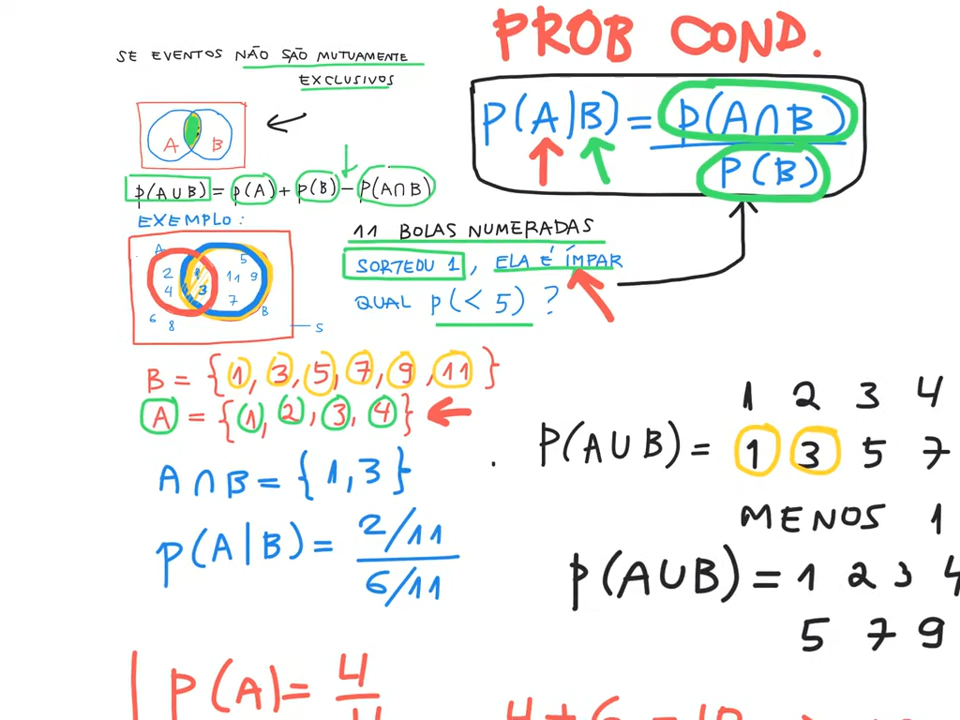 PROB COND.
SE EVENTOS NÃO SÃO MUTUAMENTE
EXCLUSIVOS
A B
P(A|B) = P(A∩B)
P(B)
P(A∪B) = P(A) + P(B) - P(A∩B)
EXEMPLO:
11 BOLAS NUMERADAS
SORTEOU 1, ELA É ÍMPAR
QUAL P(< 5) ?
A
5
2 1 11 9
4 3 7
6 8 B
S
B = {1, 3, 5, 7, 9, 11}
A = {1, 2, 3, 4}
A∩B = {1, 3}
P(A|B) = 2/11
6/11
1 2 3 4
P(A∪B) = 1 3 5 7
MENOS 1
P(A∪B) = 1 2 3 4
5 7 9
P(A) = 4